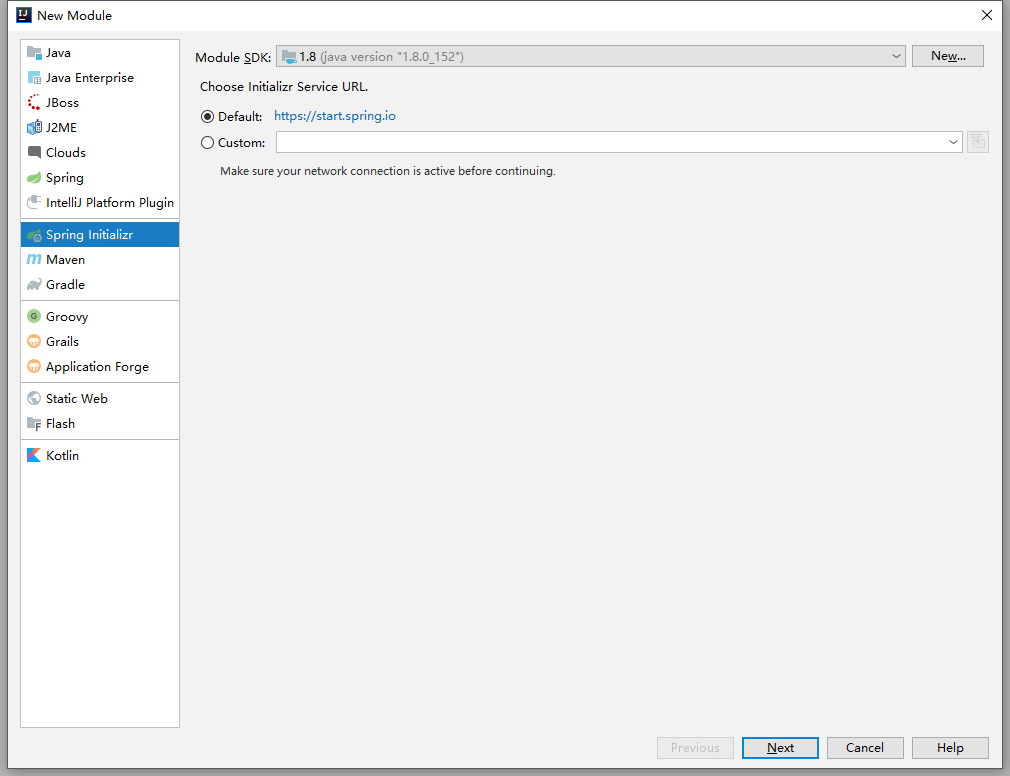 New Module
Java
Java Enterprise
JBoss
J2ME
Clouds
Spring
IntelliJ Platform Plugin
Spring Initializr
Maven
Gradle
Groovy
Grails
Application Forge
Static Web
Flash
Kotlin
Module SDK: 1.8 (java version "1.8.0_152") New...
Choose Initializr Service URL.
Default: https://start.spring.io
Custom:
Make sure your network connection is active before continuing.
Previous Next Cancel Help